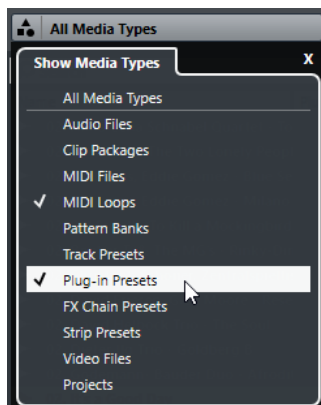 All Media Types
Show Media Types X
All Media Types
Audio Files
Clip Packages
MIDI Files
MIDI Loops
Pattern Banks
Track Presets
Plug-in Presets
FX Chain Presets
Strip Presets
Video Files
Projects